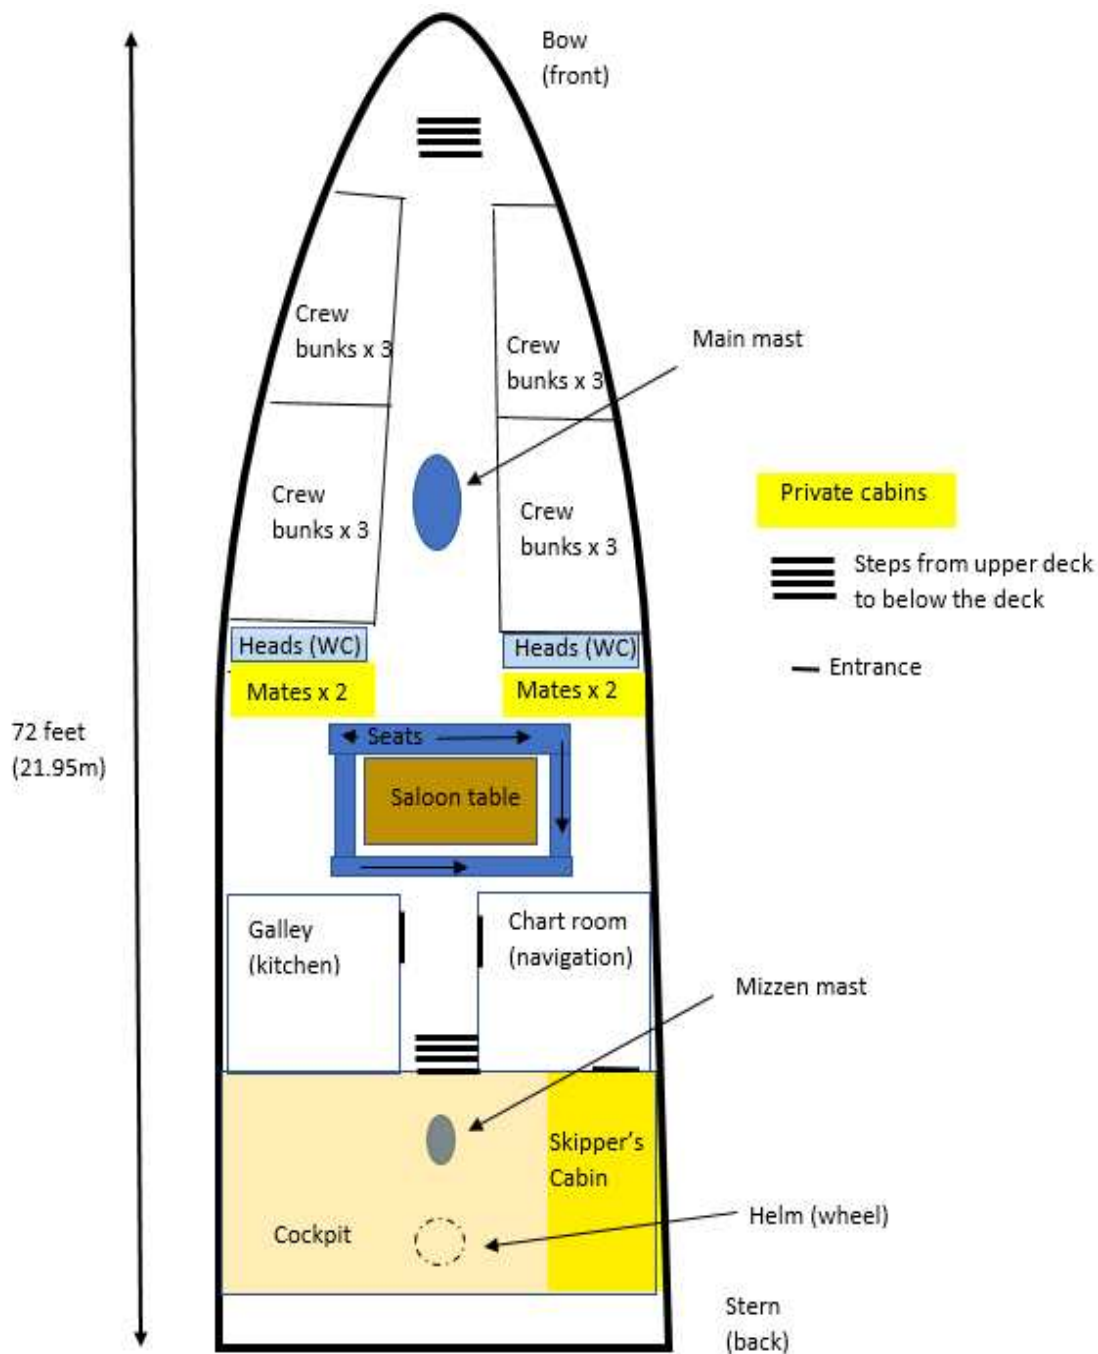 Bow
(front)
Crew
bunks x 3
Crew
bunks x 3
Main mast
Crew
bunks x 3
Crew
bunks x 3
Private cabins
Steps from upper deck
to below the deck
Entrance
Heads (WC)
Heads (WC)
Mates x 2
Mates x 2
72 feet
(21.95m)
Seats
Saloon table
Galley
(kitchen)
Chart room
(navigation)
Mizzen mast
Skipper’s
Cabin
Cockpit
Helm (wheel)
Stern
(back)